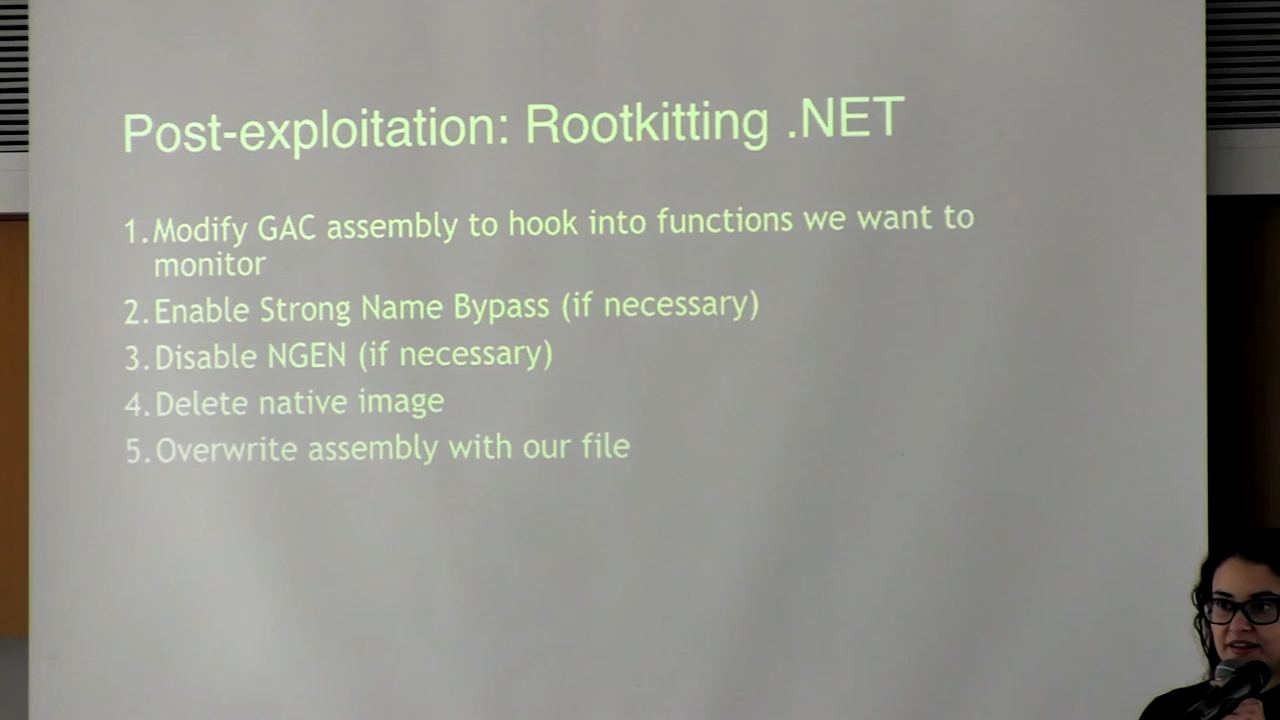 Post-exploitation: Rootkitting .NET
1. Modify GAC assembly to hook into functions we want to
monitor
2. Enable Strong Name Bypass (if necessary)
3. Disable NGEN (if necessary)
4. Delete native image
5. Overwrite assembly with our file